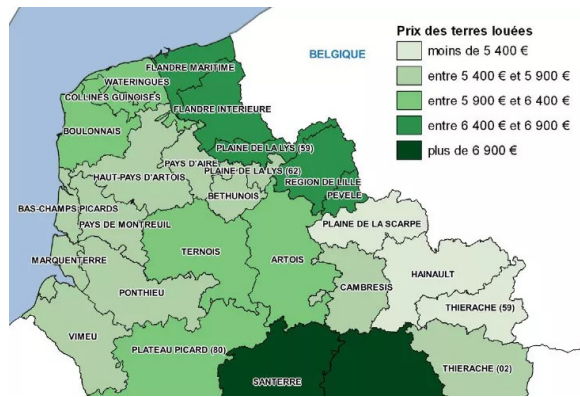 Prix des terres louées
moins de 5 400 €
entre 5 400 € et 5 900 €
entre 5 900 € et 6 400 €
entre 6 400 € et 6 900 €
plus de 6 900 €
BELGIQUE
FLANDRE MARITIME
WATERINGUES
COLLINES GUINOISES
FLANDRE INTERIEURE
BOULONNAIS
PLAINE DE LA LYS (59)
PAYS D'AIRE
PLAINE DE LA LYS (62)
HAUT-PAYS D'ARTOIS
REGION DE LILLE
BETHUNOIS
PEVELE
BAS-CHAMPS PICARDS
PAYS DE MONTREUIL
PLAINE DE LA SCARPE
TERNOIS
MARQUENTERRE
ARTOIS
HAINAULT
CAMBRESIS
PONTHIEU
THIERACHE (59)
VIMEU
PLATEAU PICARD (80)
THIERACHE (02)
SANTERRE